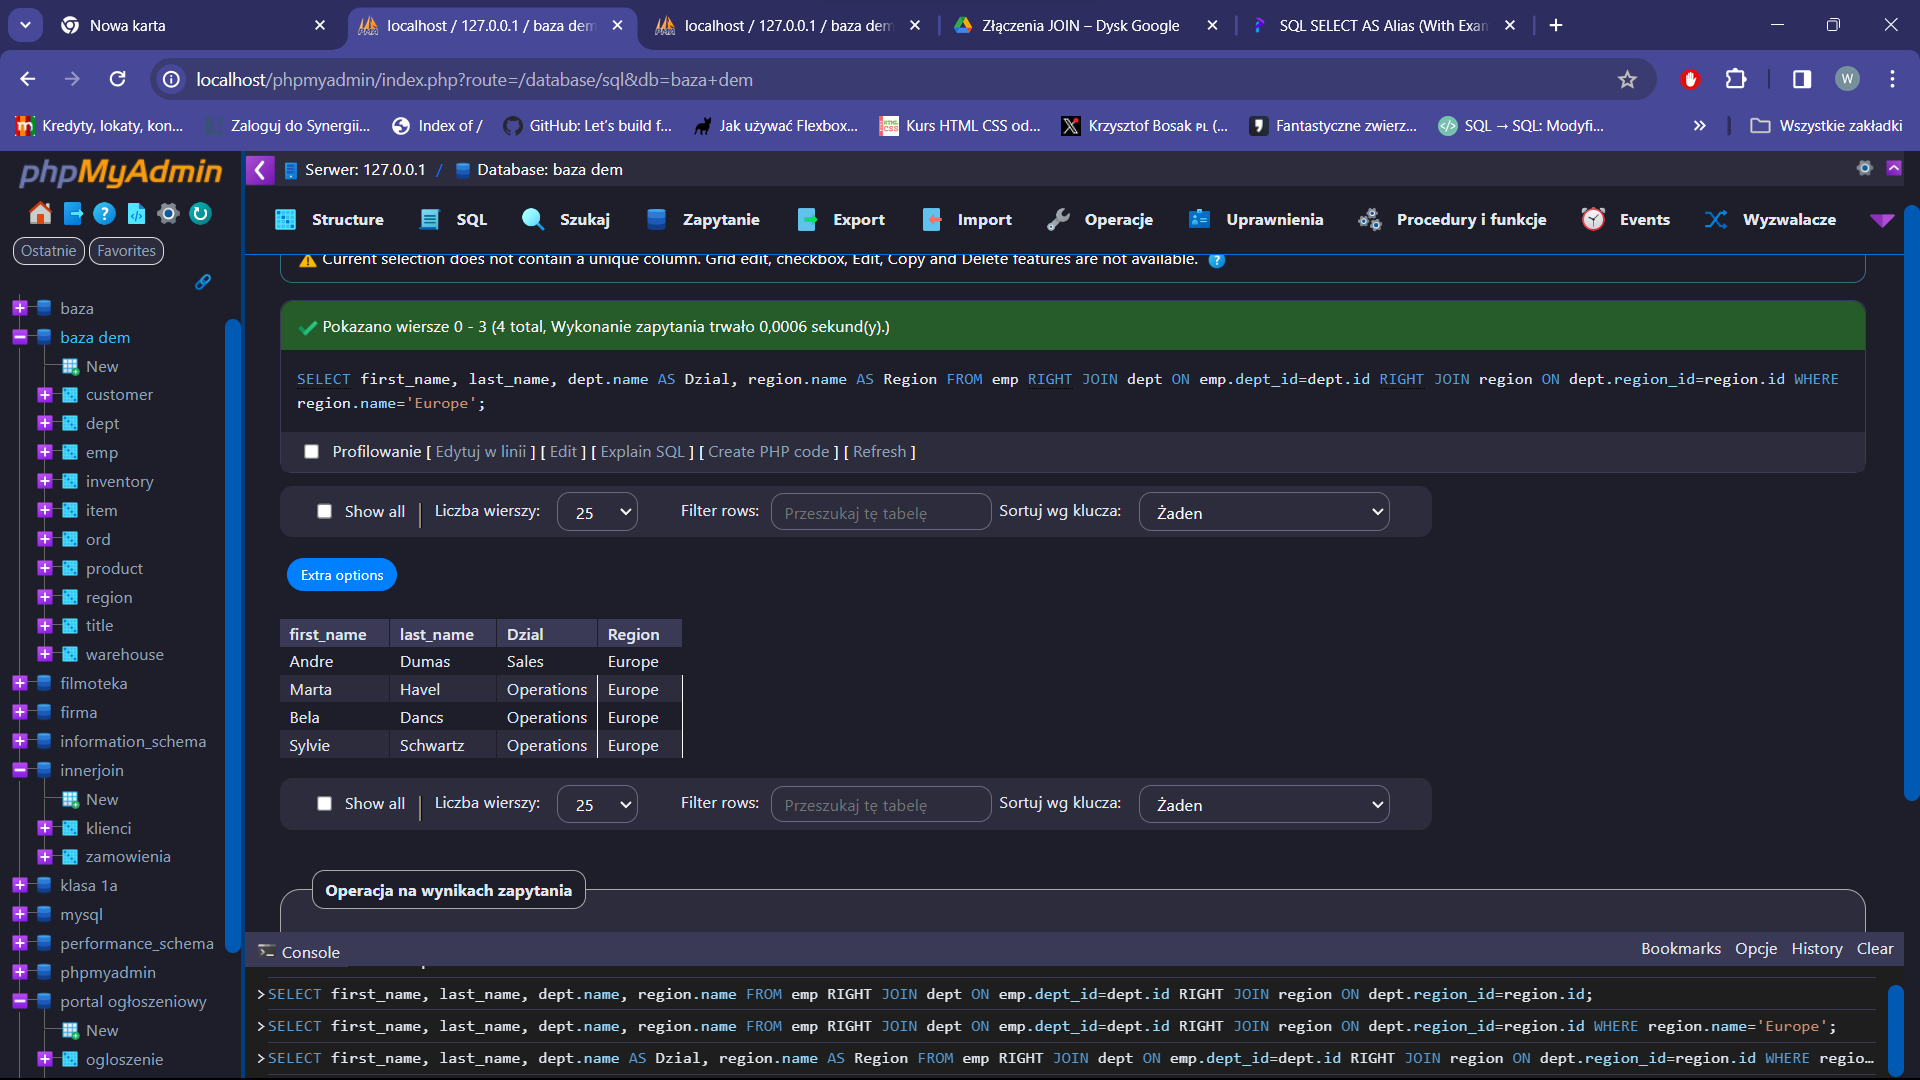 Nowa karta
localhost / 127.0.0.1 / baza dem
localhost / 127.0.0.1 / baza dem
Złączenia JOIN – Dysk Google
SQL SELECT AS Alias (With Exan
localhost/phpmyadmin/index.php?route=/database/sql&db=baza+dem
W
Kredyty, lokaty, kon...
Zaloguj do Synergii...
Index of /
GitHub: Let's build f...
Jak używać Flexbox...
Kurs HTML CSS od...
Krzysztof Bosak PL (...
Fantastyczne zwierz...
SQL → SQL: Modyfi...
Wszystkie zakładki
phpMyAdmin
Ostatnie
Favorites
baza
baza dem
New
customer
dept
emp
inventory
item
ord
product
region
title
warehouse
filmoteka
firma
information_schema
innerjoin
New
klienci
zamowienia
klasa 1a
mysql
performance_schema
phpmyadmin
portal ogłoszeniowy
New
ogloszenie
Serwer: 127.0.0.1 / Database: baza dem
Structure
SQL
Szukaj
Zapytanie
Export
Import
Operacje
Uprawnienia
Procedury i funkcje
Events
Wyzwalacze
Current selection does not contain a unique column. Grid edit, checkbox, Edit, Copy and Delete features are not available.
Pokazano wiersze 0 - 3 (4 total, Wykonanie zapytania trwało 0,0006 sekund(y).)
SELECT first_name, last_name, dept.name AS Dzial, region.name AS Region FROM emp RIGHT JOIN dept ON emp.dept_id=dept.id RIGHT JOIN region ON dept.region_id=region.id WHERE
region.name='Europe';
Profilowanie [ Edytuj w linii ] [ Edit ] [ Explain SQL ] [ Create PHP code ] [ Refresh ]
Show all | Liczba wierszy: 25 Filter rows: Przeszukaj tę tabelę Sortuj wg klucza: Żaden
Extra options
first_name last_name Dzial Region
Andre Dumas Sales Europe
Marta Havel Operations Europe
Bela Dancs Operations Europe
Sylvie Schwartz Operations Europe
Show all | Liczba wierszy: 25 Filter rows: Przeszukaj tę tabelę Sortuj wg klucza: Żaden
Operacja na wynikach zapytania
Console
Bookmarks Opcje History Clear
>SELECT first_name, last_name, dept.name, region.name FROM emp RIGHT JOIN dept ON emp.dept_id=dept.id RIGHT JOIN region ON dept.region_id=region.id;
>SELECT first_name, last_name, dept.name, region.name FROM emp RIGHT JOIN dept ON emp.dept_id=dept.id RIGHT JOIN region ON dept.region_id=region.id WHERE region.name='Europe';
>SELECT first_name, last_name, dept.name AS Dzial, region.name AS Region FROM emp RIGHT JOIN dept ON emp.dept_id=dept.id RIGHT JOIN region ON dept.region_id=region.id WHERE regio...